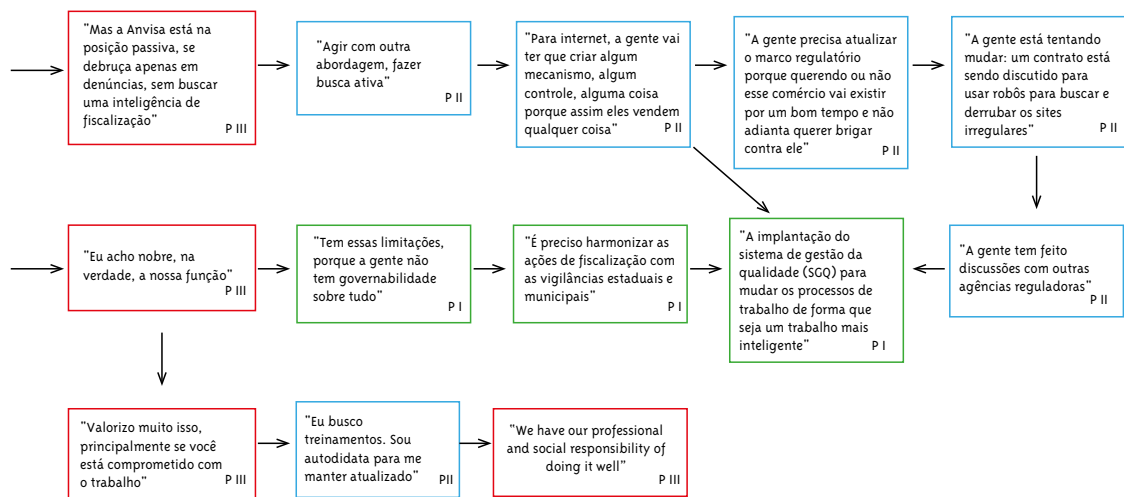 "Mas a Anvisa está na
posição passiva, se
debruça apenas em
denúncias, sem buscar
uma inteligência de
fiscalização"
P III
"Agir com outra
abordagem, fazer
busca ativa"
P II
"Para internet, a gente vai
ter que criar algum
mecanismo, algum
controle, alguma coisa
porque assim eles vendem
qualquer coisa"
P II
"A gente precisa atualizar
o marco regulatório
porque querendo ou não
esse comércio vai existir
por um bom tempo e não
adianta querer brigar
contra ele"
P II
"A gente está tentando
mudar: um contrato está
sendo discutido para
usar robôs para buscar e
derrubar os sites
irregulares"
P II
"Eu acho nobre, na
verdade, a nossa função"
P III
"Tem essas limitações,
porque a gente não
tem governabilidade
sobre tudo"
P I
"É preciso harmonizar as
ações de fiscalização com
as vigilâncias estaduais e
municipais"
P I
"A implantação do
sistema de gestão da
qualidade (SGQ) para
mudar os processos de
trabalho de forma que
seja um trabalho mais
inteligente"
P I
"A gente tem feito
discussões com outras
agências reguladoras"
P II
"Valorizo muito isso,
principalmente se você
está comprometido com
o trabalho"
P III
"Eu busco
treinamentos. Sou
autodidata para me
manter atualizado"
PII
"We have our professional
and social responsibility of
doing it well"
P III